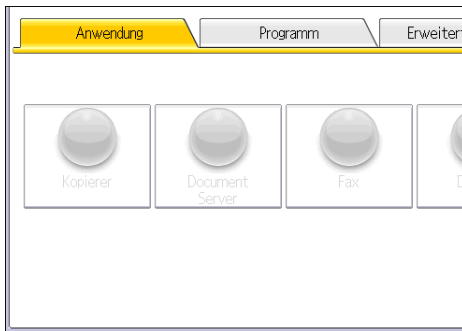 Anwendung
Programm
Erweiter
Kopierer
Document
Server
Fax